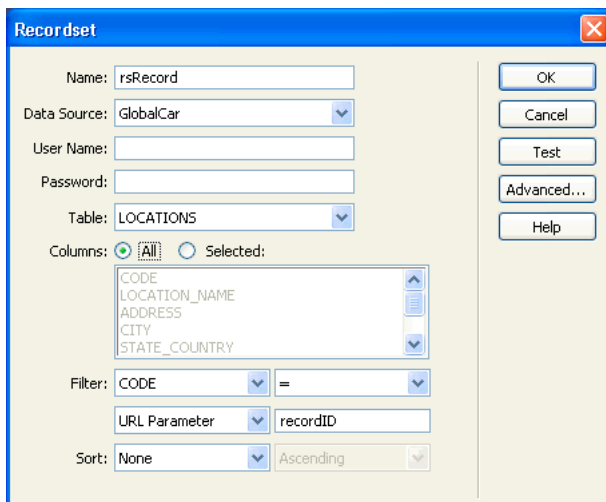 Recordset
Name: rsRecord
OK
Data Source: GlobalCar
Cancel
User Name:
Test
Password:
Advanced...
Table: LOCATIONS
Help
Columns: All Selected:
CODE
LOCATION_NAME
ADDRESS
CITY
STATE_COUNTRY
Filter: CODE =
URL Parameter recordID
Sort: None Ascending